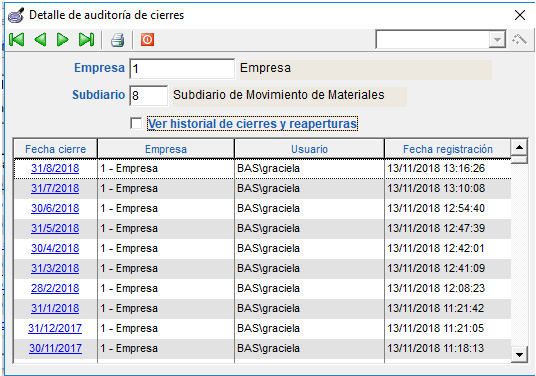 Detalle de auditoría de cierres
Empresa 1 Empresa
Subdiario 8 Subdiario de Movimiento de Materiales
Ver historial de cierres y reaperturas
Fecha cierre Empresa Usuario Fecha registración
31/8/2018 1 - Empresa BAS\graciela 13/11/2018 13:16:26
31/7/2018 1 - Empresa BAS\graciela 13/11/2018 13:10:08
30/6/2018 1 - Empresa BAS\graciela 13/11/2018 12:54:40
31/5/2018 1 - Empresa BAS\graciela 13/11/2018 12:47:39
30/4/2018 1 - Empresa BAS\graciela 13/11/2018 12:42:01
31/3/2018 1 - Empresa BAS\graciela 13/11/2018 12:41:09
28/2/2018 1 - Empresa BAS\graciela 13/11/2018 12:08:23
31/1/2018 1 - Empresa BAS\graciela 13/11/2018 11:21:42
31/12/2017 1 - Empresa BAS\graciela 13/11/2018 11:21:05
30/11/2017 1 - Empresa BAS\graciela 13/11/2018 11:18:13